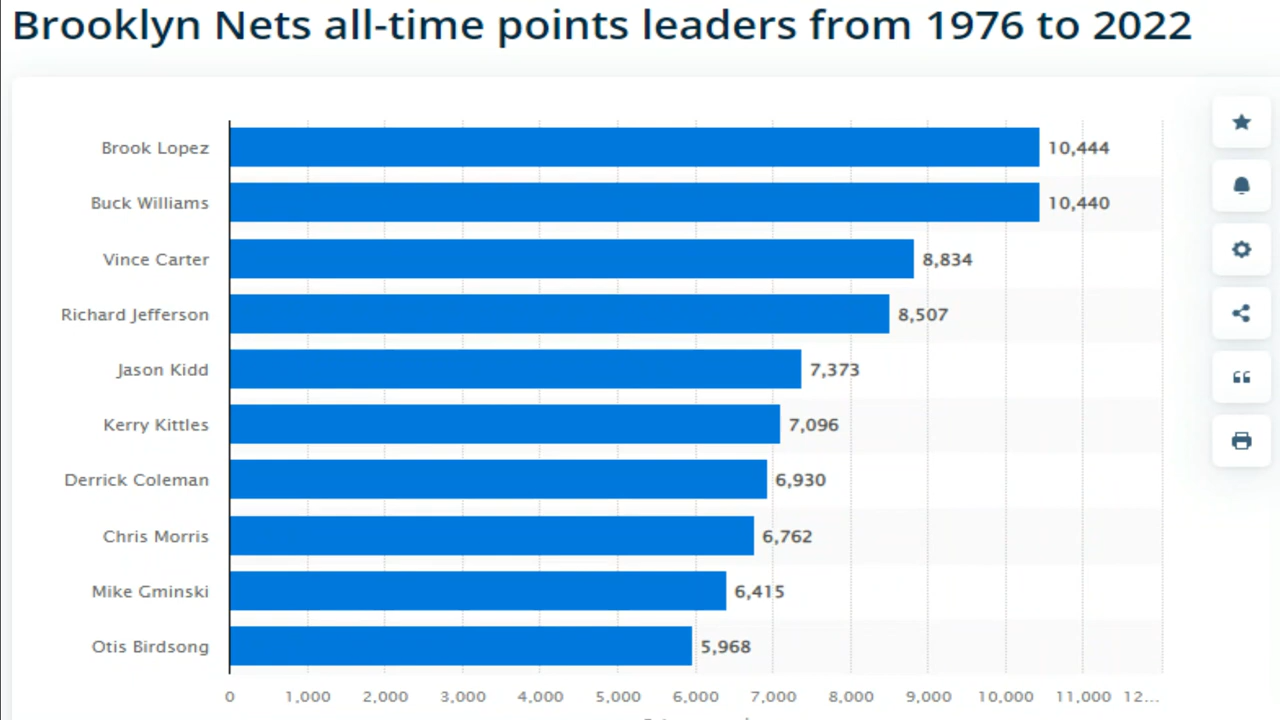 Brooklyn Nets all-time points leaders from 1976 to 2022
Brook Lopez 10,444
Buck Williams 10,440
Vince Carter 8,834
Richard Jefferson 8,507
Jason Kidd 7,373
Kerry Kittles 7,096
Derrick Coleman 6,930
Chris Morris 6,762
Mike Gminski 6,415
Otis Birdsong 5,968
0 1,000 2,000 3,000 4,000 5,000 6,000 7,000 8,000 9,000 10,000 11,000 12...